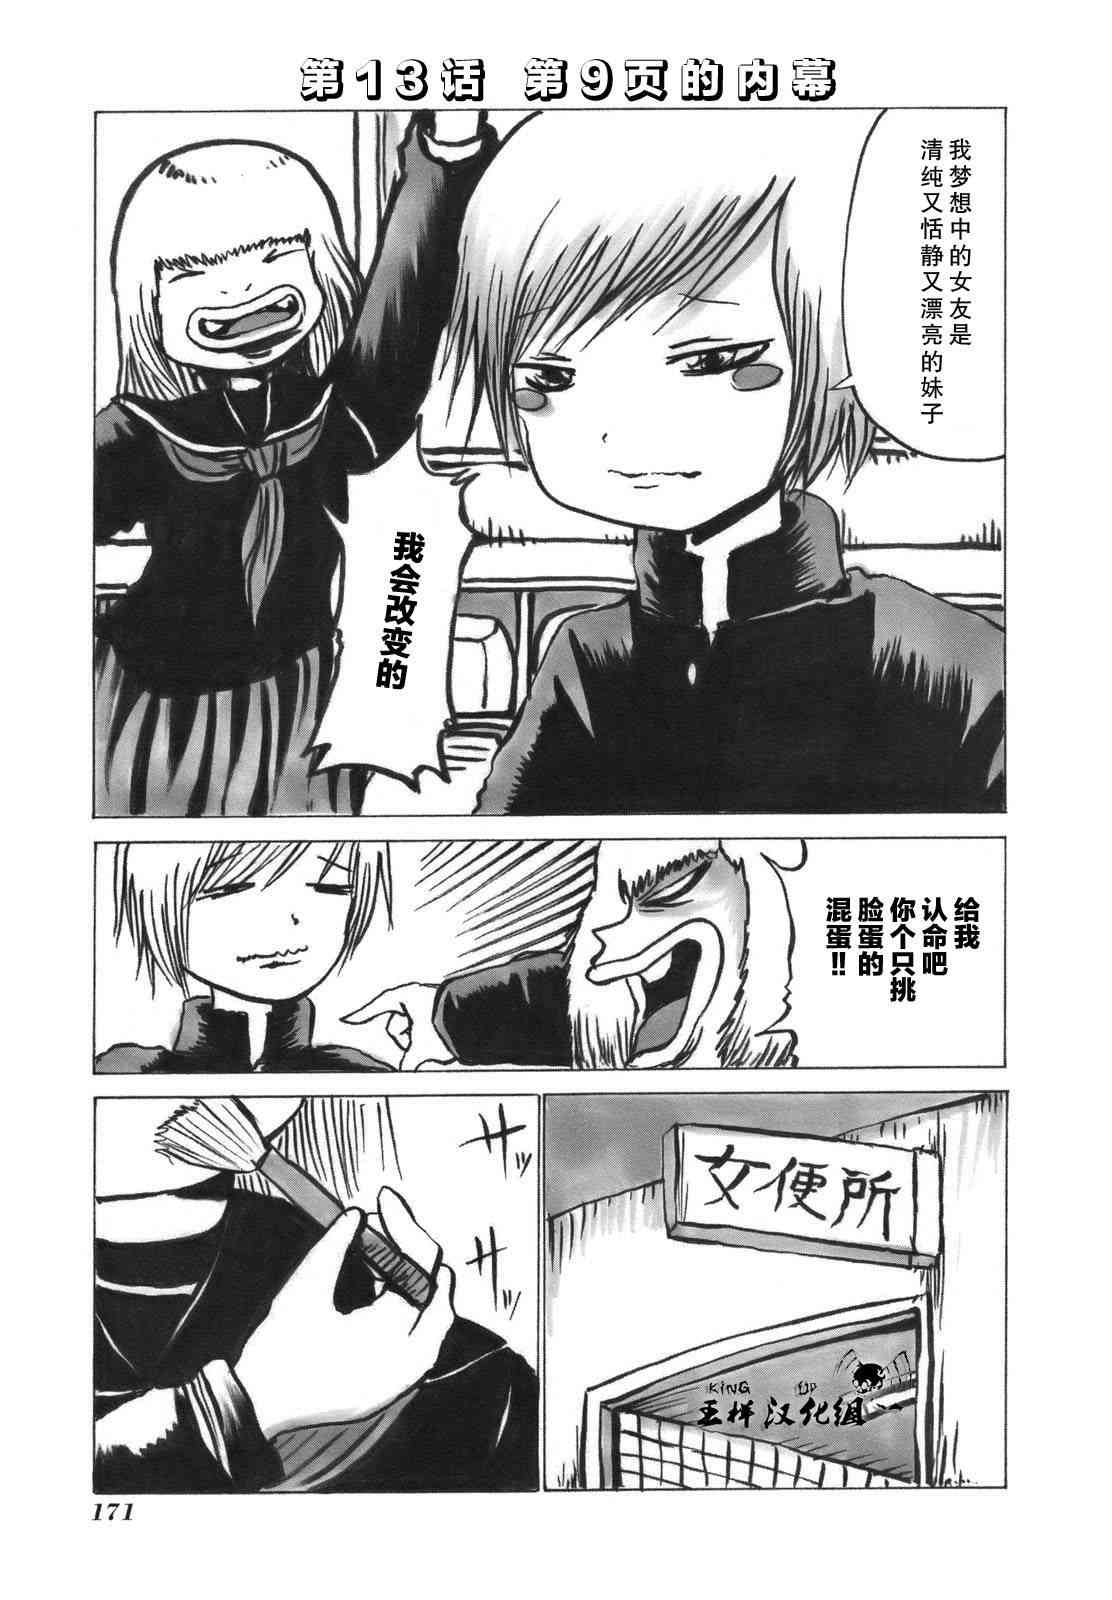 第13话 第9页的内幕
我梦想中的女友是
清纯又恬静又漂亮的妹子
我会改变的
给我
认命吧
你个只挑
脸蛋的
混蛋!!
女便所
KING UP
王样汉化组
サッ
サッ
171